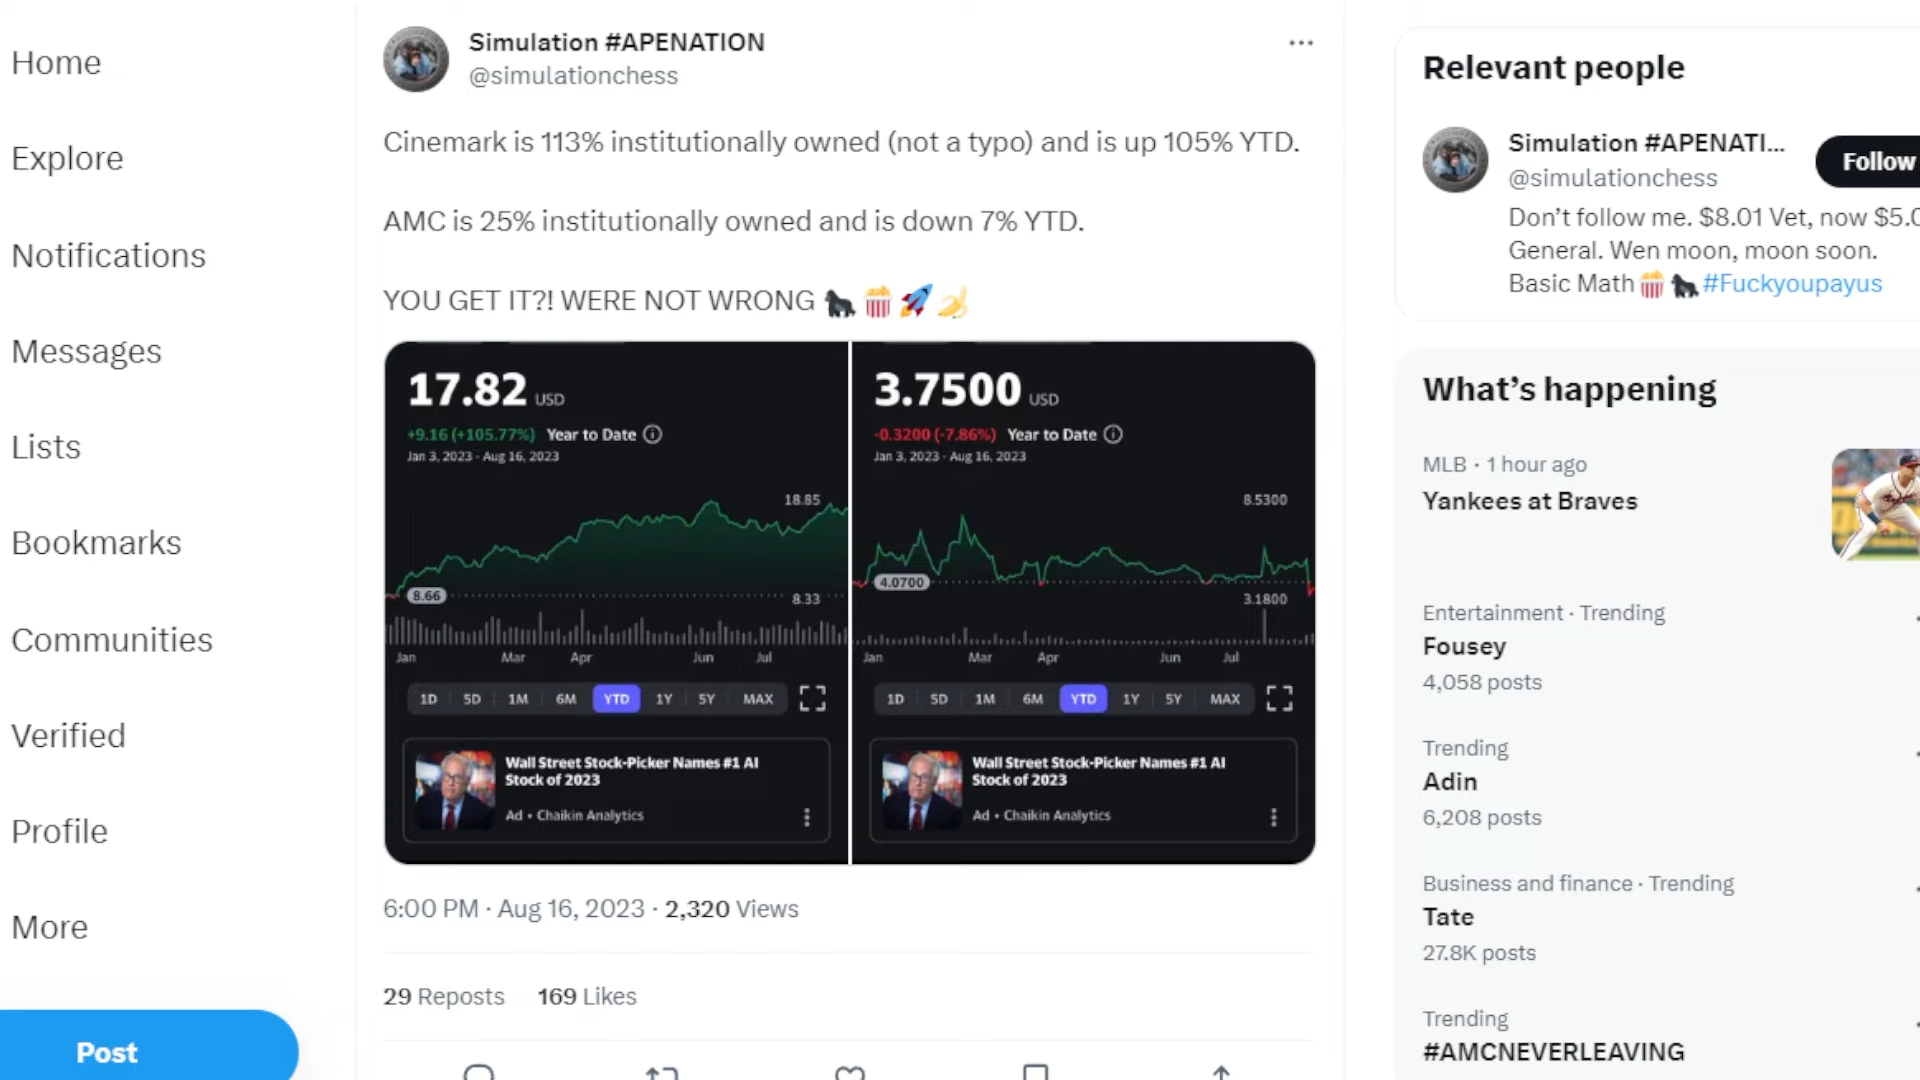 Home
Explore
Notifications
Messages
Lists
Bookmarks
Communities
Verified
Profile
More
Post
Simulation #APENATION
@simulationchess
Cinemark is 113% institutionally owned (not a typo) and is up 105% YTD.
AMC is 25% institutionally owned and is down 7% YTD.
YOU GET IT?! WERE NOT WRONG 🦍🍿🚀🍌
17.82 USD
+9.16 (+105.77%) Year to Date
Jan 3, 2023 - Aug 16, 2023
18.85
8.66
8.33
Jan Mar Apr Jun Jul
1D 5D 1M 6M YTD 1Y 5Y MAX
Wall Street Stock-Picker Names #1 AI
Stock of 2023
Ad • Chaikin Analytics
3.7500 USD
-0.3200 (-7.86%) Year to Date
Jan 3, 2023 - Aug 16, 2023
8.5300
4.0700
3.1800
Jan Mar Apr Jun Jul
1D 5D 1M 6M YTD 1Y 5Y MAX
Wall Street Stock-Picker Names #1 AI
Stock of 2023
Ad • Chaikin Analytics
6:00 PM · Aug 16, 2023 · 2,320 Views
29 Reposts 169 Likes
Relevant people
Simulation #APENATI...
@simulationchess
Follow
Don’t follow me. $8.01 Vet, now $5.0
General. Wen moon, moon soon.
Basic Math🍿🦍#Fuckyoupayus
What’s happening
MLB · 1 hour ago
Yankees at Braves
Entertainment · Trending
Fousey
4,058 posts
Trending
Adin
6,208 posts
Business and finance · Trending
Tate
27.8K posts
Trending
#AMCNEVERLEAVING